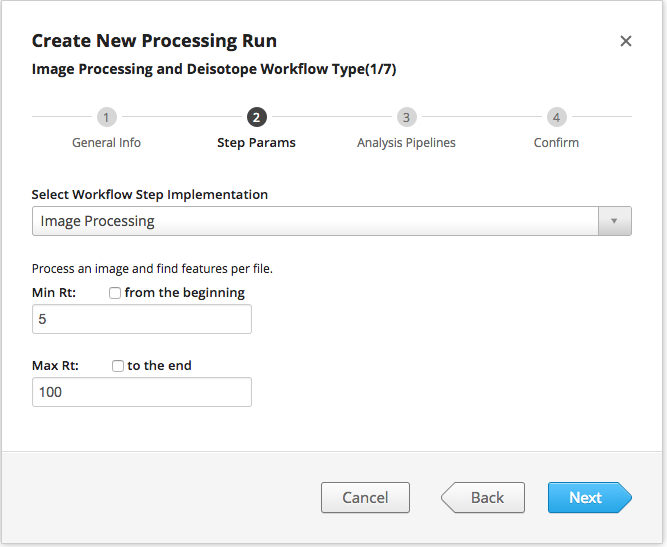 Create New Processing Run
Image Processing and Deisotope Workflow Type(1/7)
1 2 3 4
General Info Step Params Analysis Pipelines Confirm
Select Workflow Step Implementation
Image Processing
Process an image and find features per file.
Min Rt: from the beginning
5
Max Rt: to the end
100
Cancel Back Next